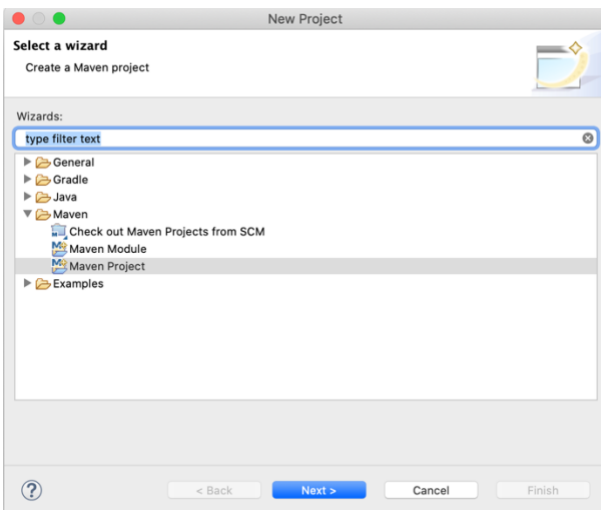 New Project
Select a wizard
Create a Maven project
Wizards:
type filter text
General
Gradle
Java
Maven
Check out Maven Projects from SCM
Maven Module
Maven Project
Examples
? < Back Next > Cancel Finish